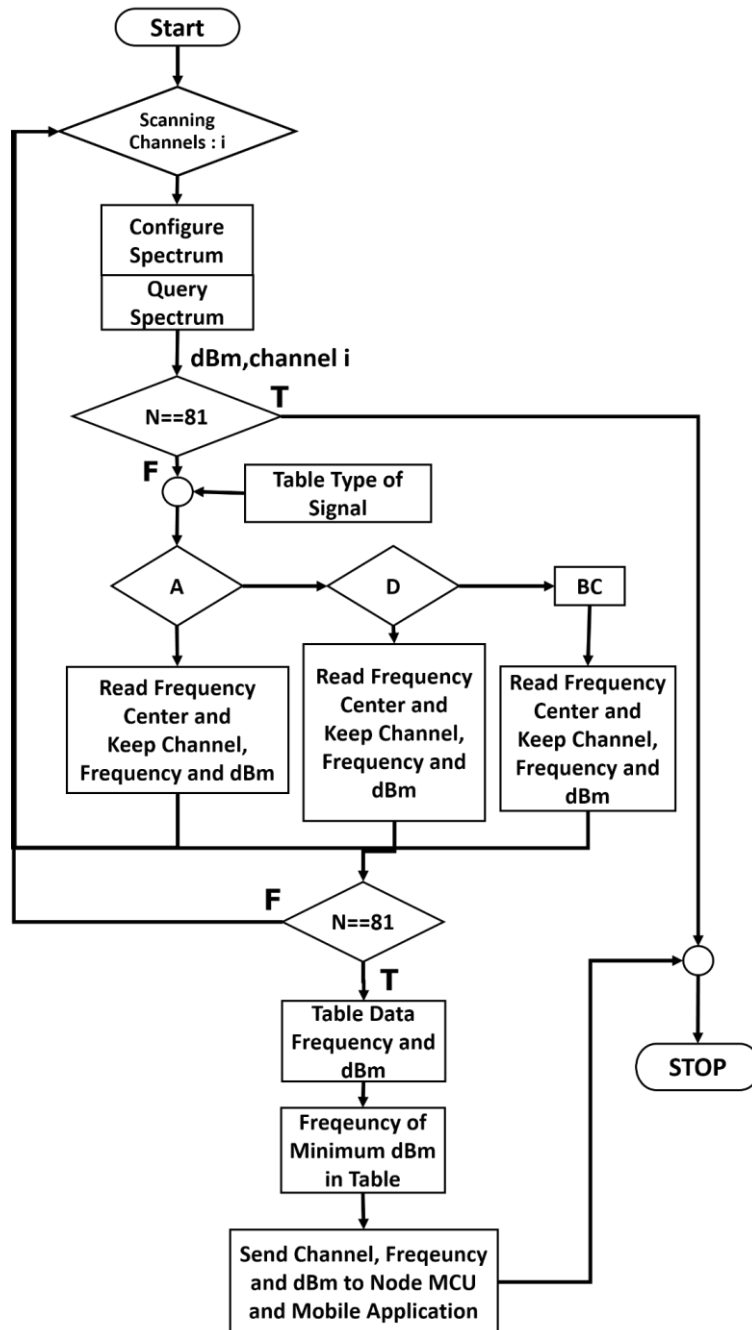 Start
Scanning
Channels : i
Configure
Spectrum
Query
Spectrum
dBm,channel i
N==81
T
F
Table Type of
Signal
A
D
BC
Read Frequency
Center and
Keep Channel,
Frequency and dBm
Read Frequency
Center and
Keep Channel,
Frequency and
dBm
Read Frequency
Center and
Keep Channel,
Frequency and
dBm
F
N==81
T
Table Data
Frequency and
dBm
Freqeuncy of
Minimum dBm
in Table
Send Channel, Freqeuncy
and dBm to Node MCU
and Mobile Application
STOP